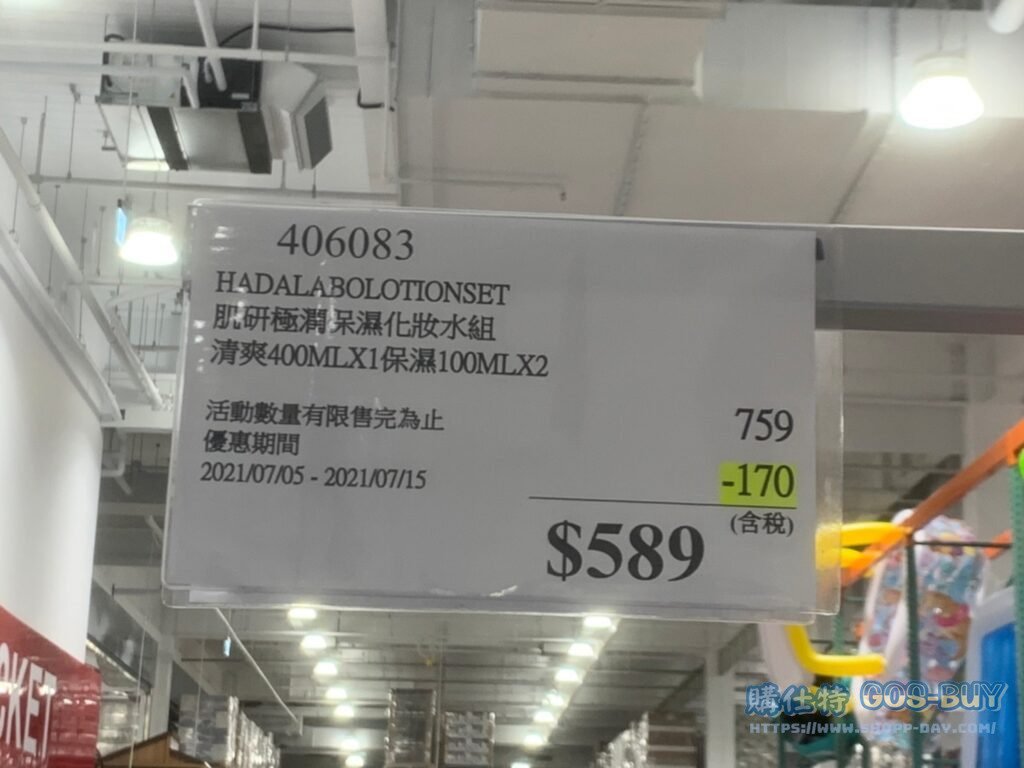 406083
HADALABOLOTIONSET
肌研極潤保濕化妝水組
清爽400MLX1保濕100MLX2
活動數量有限售完為止
優惠期間
2021/07/05 - 2021/07/15
759
-170
(含稅)
$589
CKET
購仕特 GOS-BUY
HTTPS://WWW.SHOPP-DAY.COM/